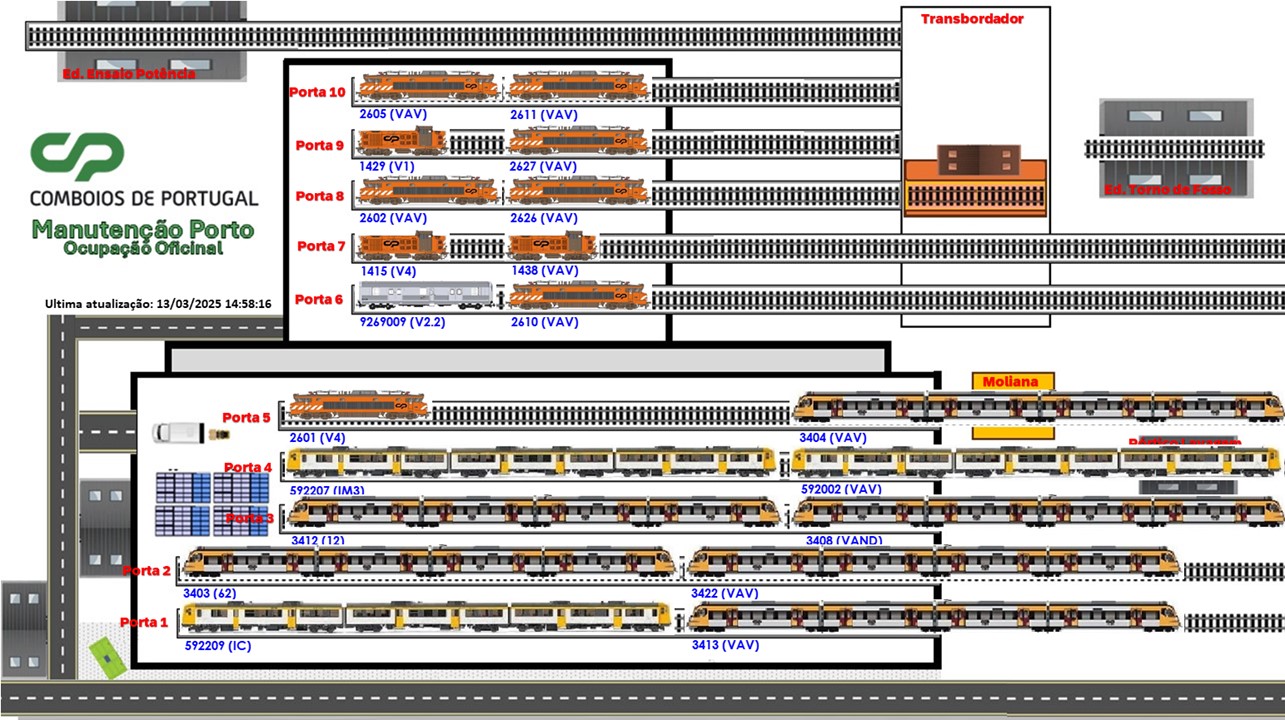 Transbordador
Ed. Ensaio Potência
Porta 10
2605 (VAV)
2611 (VAV)
Porta 9
1429 (V1)
2627 (VAV)
COMBOIOS DE PORTUGAL
Manutenção Porto
Ocupação Oficinal
Ed. Torno de Fosso
Porta 8
2602 (VAV)
2626 (VAV)
Porta 7
1415 (V4)
1438 (VAV)
Ultima atualização: 13/03/2025 14:58:16
Porta 6
9269009 (V2.2)
2610 (VAV)
Moliana
Porta 5
2601 (V4)
3404 (VAV)
Porta 4
592207 (IM3)
592002 (VAV)
Porta 3
3412 (12)
3408 (VAND)
Porta 2
3403 (62)
3422 (VAV)
Porta 1
592209 (IC)
3413 (VAV)